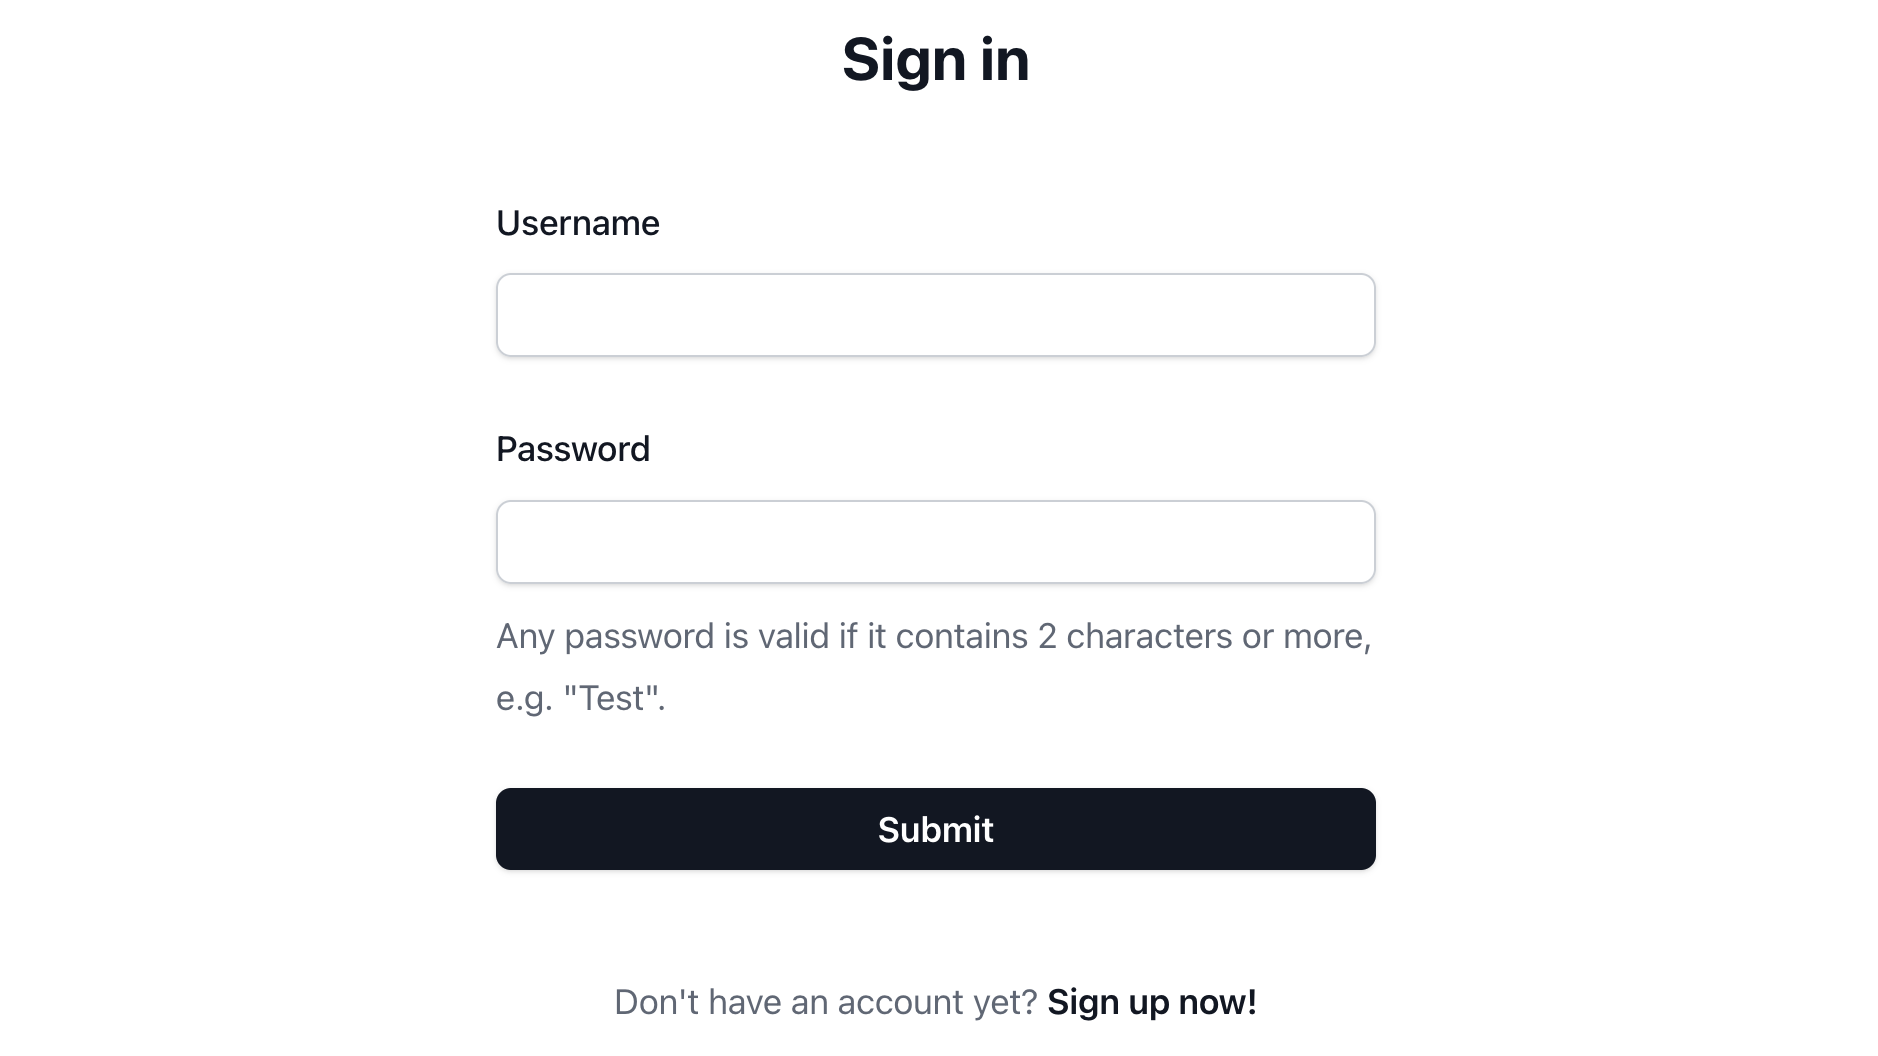 Sign in
Username
Password
Any password is valid if it contains 2 characters or more,
e.g. "Test".
Submit
Don't have an account yet? Sign up now!